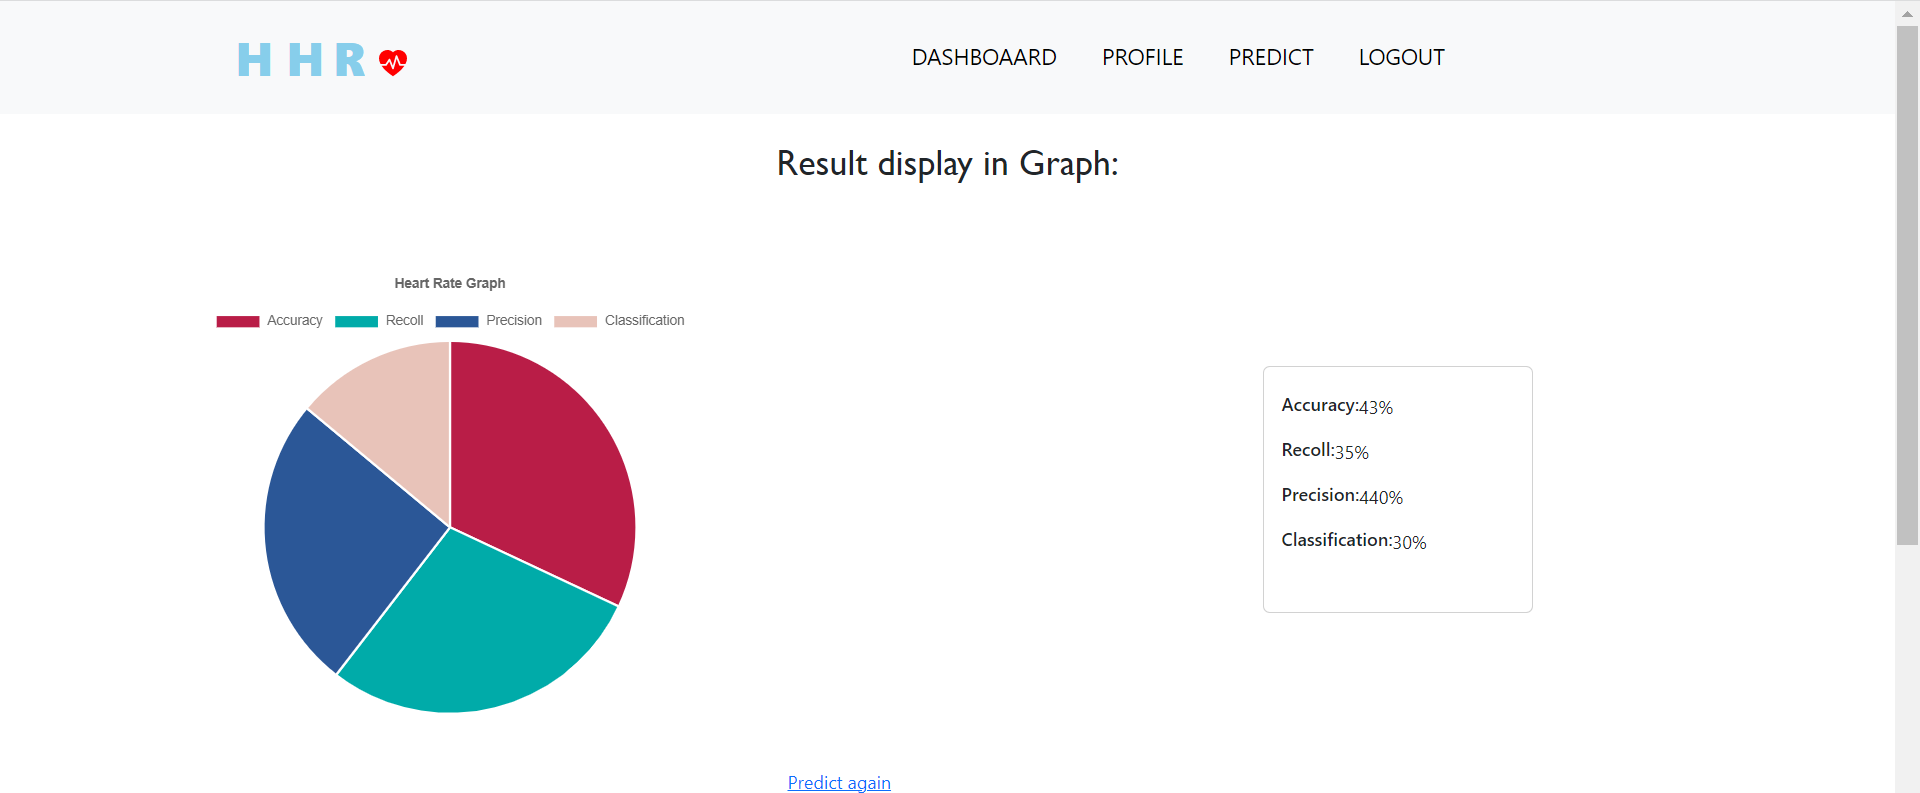 H H R
DASHBOAARD PROFILE PREDICT LOGOUT
Result display in Graph:
Heart Rate Graph
Accuracy Recoll Precision Classification
Accuracy:43%
Recoll:35%
Precision:440%
Classification:30%
Predict again